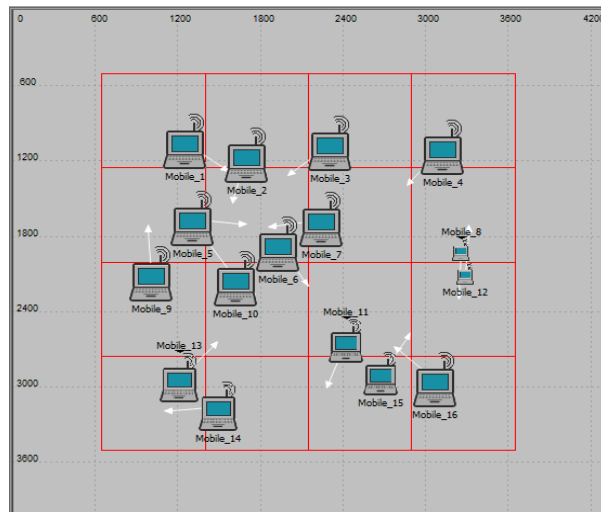 0 600 1200 1800 2400 3000 3600 4200
600
1200
Mobile_1 Mobile_2 Mobile_3 Mobile_4
1800
Mobile_5 Mobile_6 Mobile_7 Mobile_8
Mobile_9 Mobile_10 Mobile_12
2400
Mobile_11
Mobile_13
3000
Mobile_14 Mobile_15 Mobile_16
3600